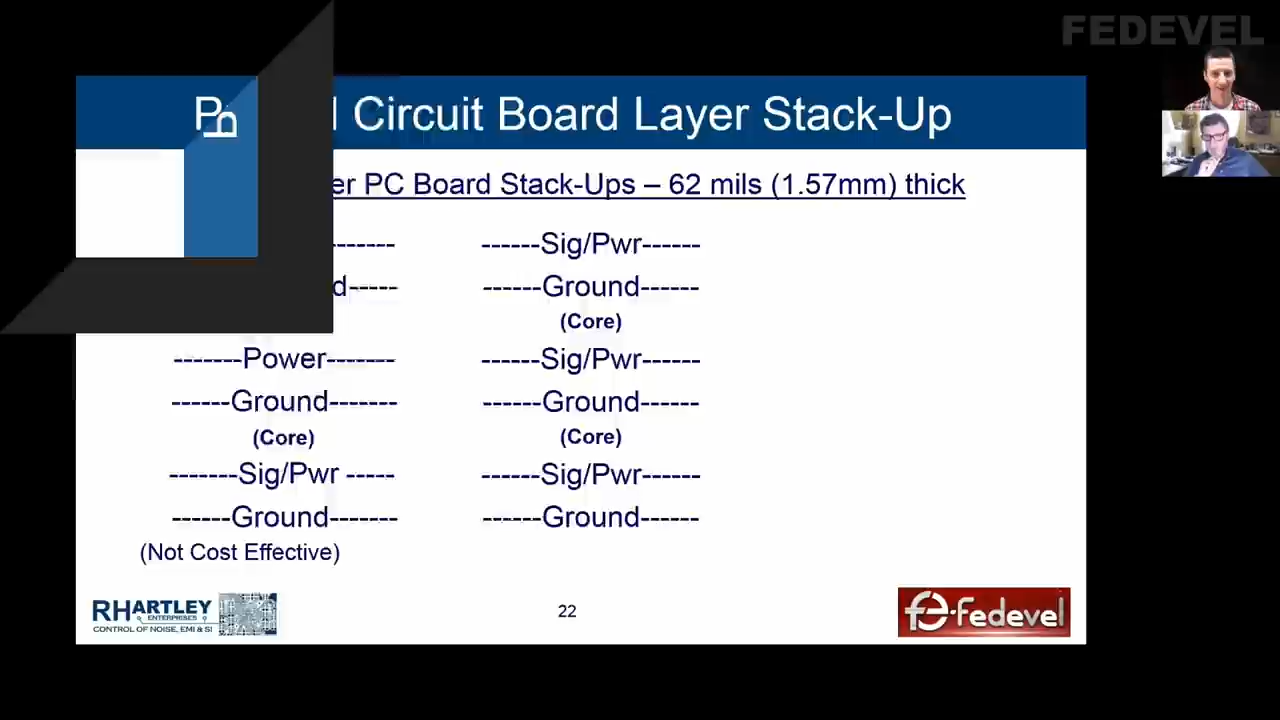 FEDEVEL
Circuit Board Layer Stack-Up
PC Board Stack-Ups – 62 mils (1.57mm) thick
------Sig/Pwr------
------Ground------
(Core)
-------Power------- ------Sig/Pwr------
------Ground------- ------Ground------
(Core) (Core)
-------Sig/Pwr ----- ------Sig/Pwr------
------Ground------- ------Ground------
(Not Cost Effective)
RHARTLEY
ENTERPRISES
CONTROL OF NOISE, EMI & SI
22
fe·Fedevel